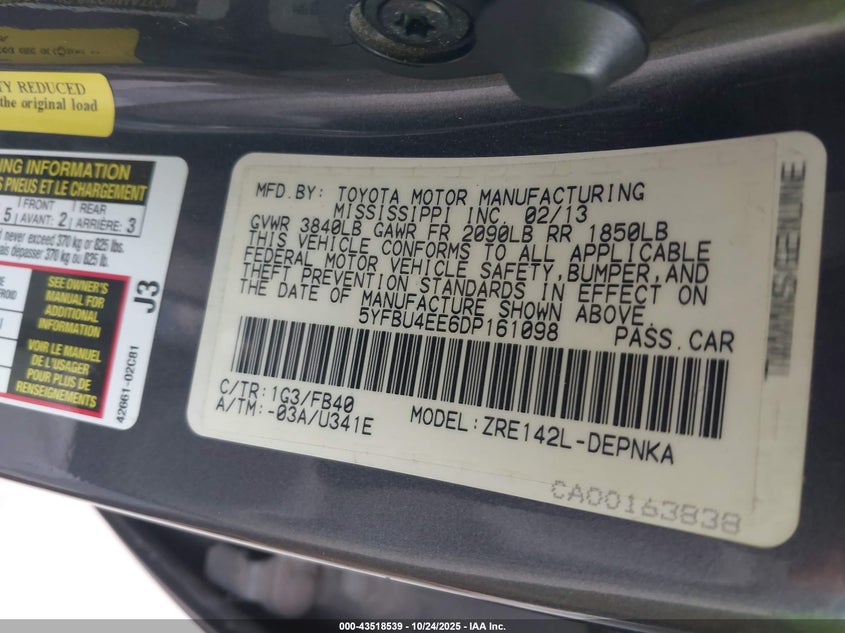 TY REDUCED
the original load
ING INFORMATION
S PNEUS ET LE CHARGEMENT
5 FRONT AVANT: 2 REAR ARRIÈRE: 3
never exceed 370 kg or 825 lbs.
dépasser 370 kg ou 825 lb.
SEE OWNER'S
MANUAL FOR
ADDITIONAL
INFORMATION
VOIR LE MANUEL
DE L'USAGER
POUR PLUS DE
RENSEIGNEMENTS
J3
42661-02C81
MFD.BY: TOYOTA MOTOR MANUFACTURING
MISSISSIPPI INC. 02/13
GVWR 3840LB GAWR FR 2090LB RR 1850LB
THIS VEHICLE CONFORMS TO ALL APPLICABLE
FEDERAL MOTOR VEHICLE SAFETY,BUMPER,AND
THEFT PREVENTION STANDARDS IN EFFECT ON
THE DATE OF MANUFACTURE SHOWN ABOVE.
5YFBU4EE6DP161098 PASS.CAR
C/TR:1G3/FB40
A/TM:-03A/U341E
MODEL:ZRE142L-DEPNKA
CA00163838
000-43518539 - 10/24/2025 - IAA Inc.